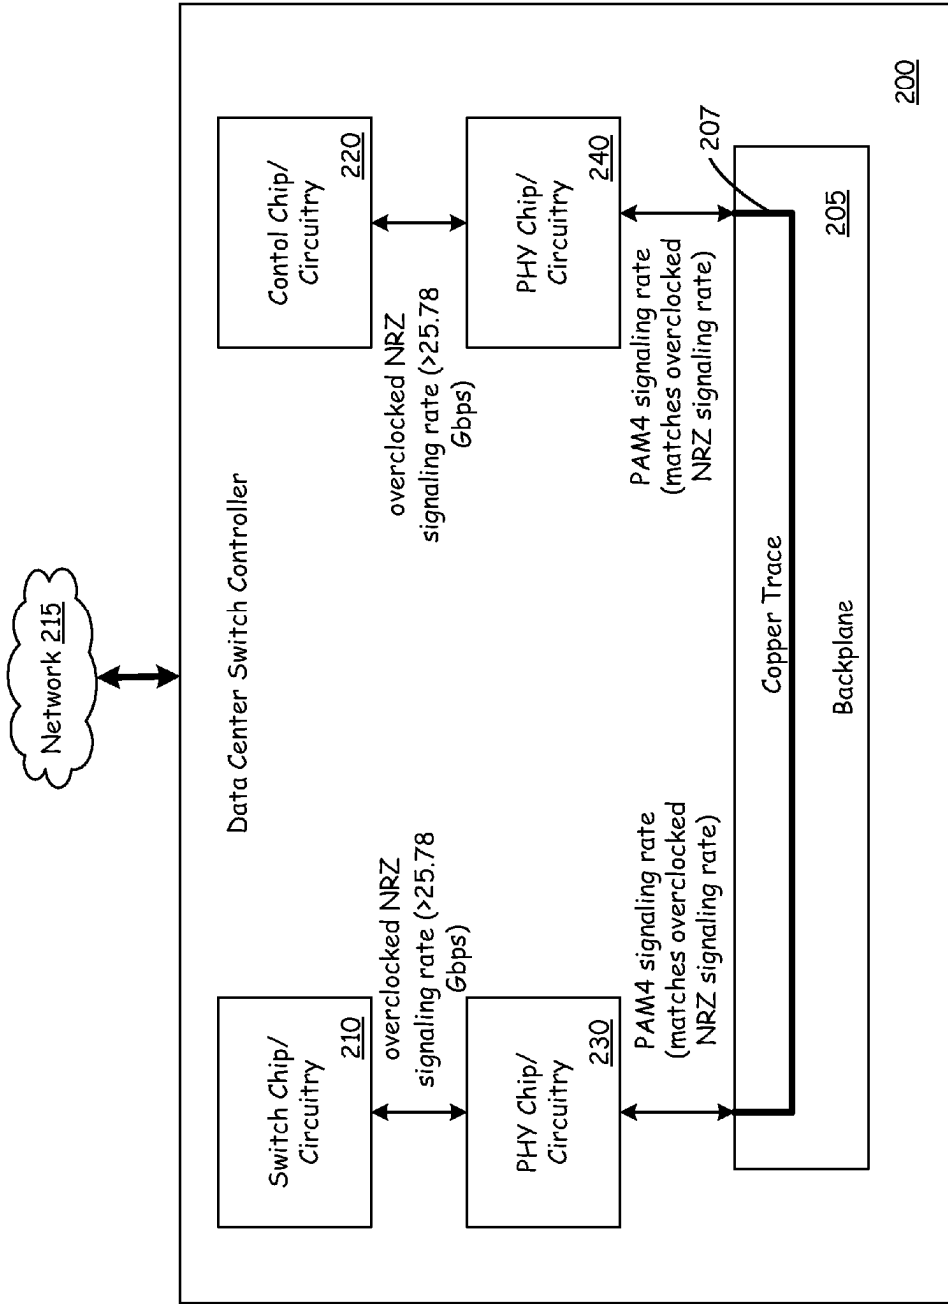 Network 215
Data Center Switch Controller
Switch Chip/
Circuitry
210
Contol Chip/
Circuitry
220
overclocked NRZ
signaling rate (>25.78
Gbps)
overclocked NRZ
signaling rate (>25.78
Gbps)
PHY Chip/
Circuitry
230
PHY Chip/
Circuitry
240
PAM4 signaling rate
(matches overclocked
NRZ signaling rate)
PAM4 signaling rate
(matches overclocked
NRZ signaling rate)
207
Copper Trace
Backplane
205
200